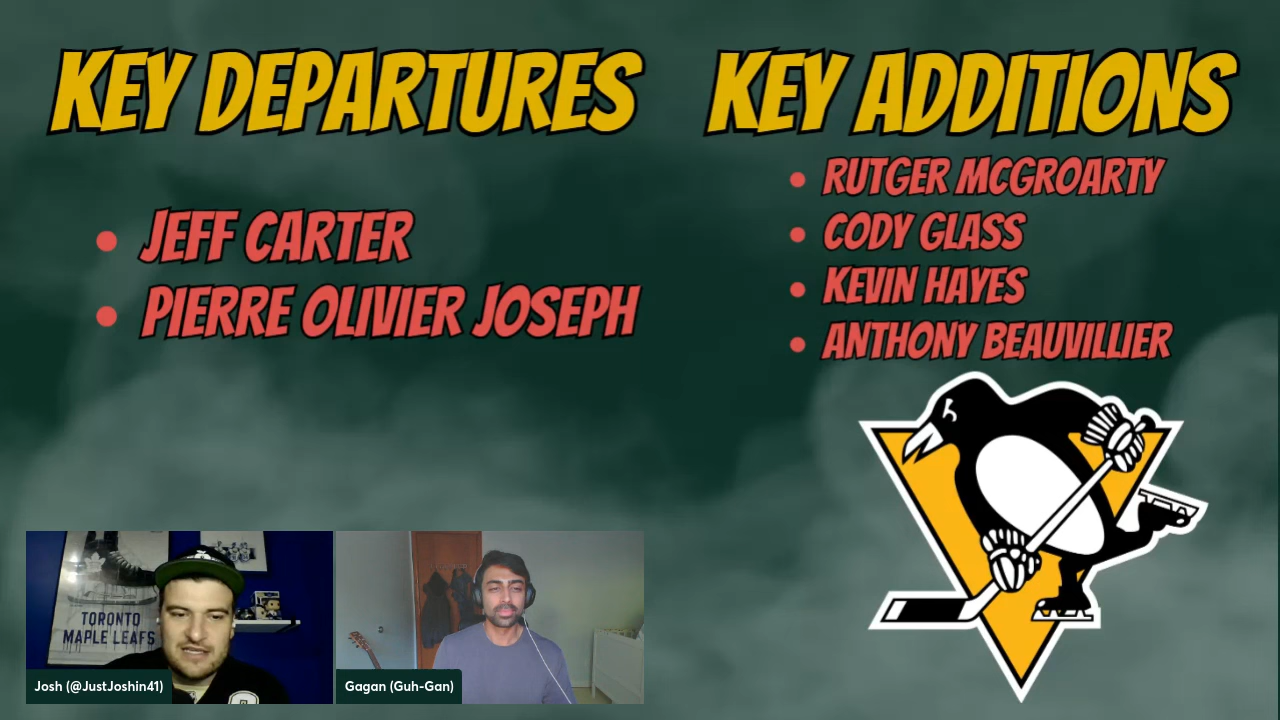 KEY DEPARTURES
JEFF CARTER
PIERRE OLIVIER JOSEPH
KEY ADDITIONS
RUTGER MCGROARTY
CODY GLASS
KEVIN HAYES
ANTHONY BEAUVILLIER
TORONTO
MAPLE LEAFS
Josh (@JustJoshin41)
Gagan (Guh-Gan)